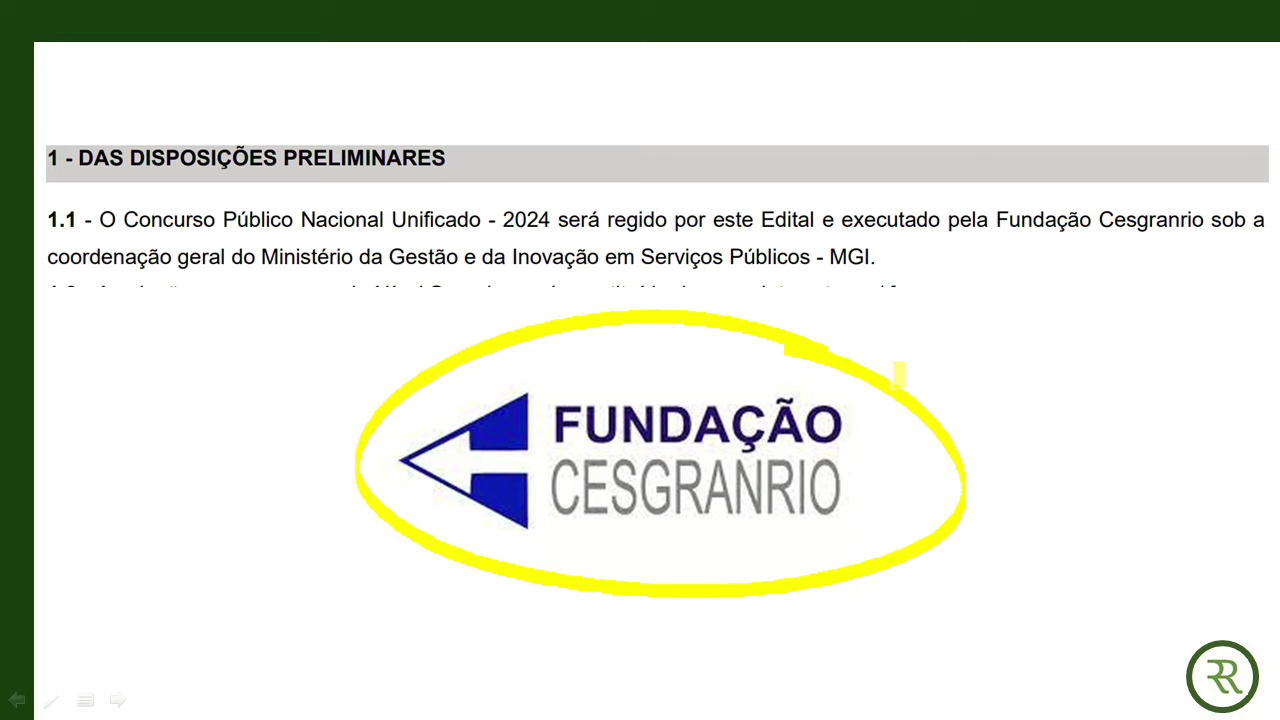 1 - DAS DISPOSIÇÕES PRELIMINARES
1.1 - O Concurso Público Nacional Unificado - 2024 será regido por este Edital e executado pela Fundação Cesgranrio sob a
coordenação geral do Ministério da Gestão e da Inovação em Serviços Públicos - MGI.
FUNDAÇÃO
CESGRANRIO